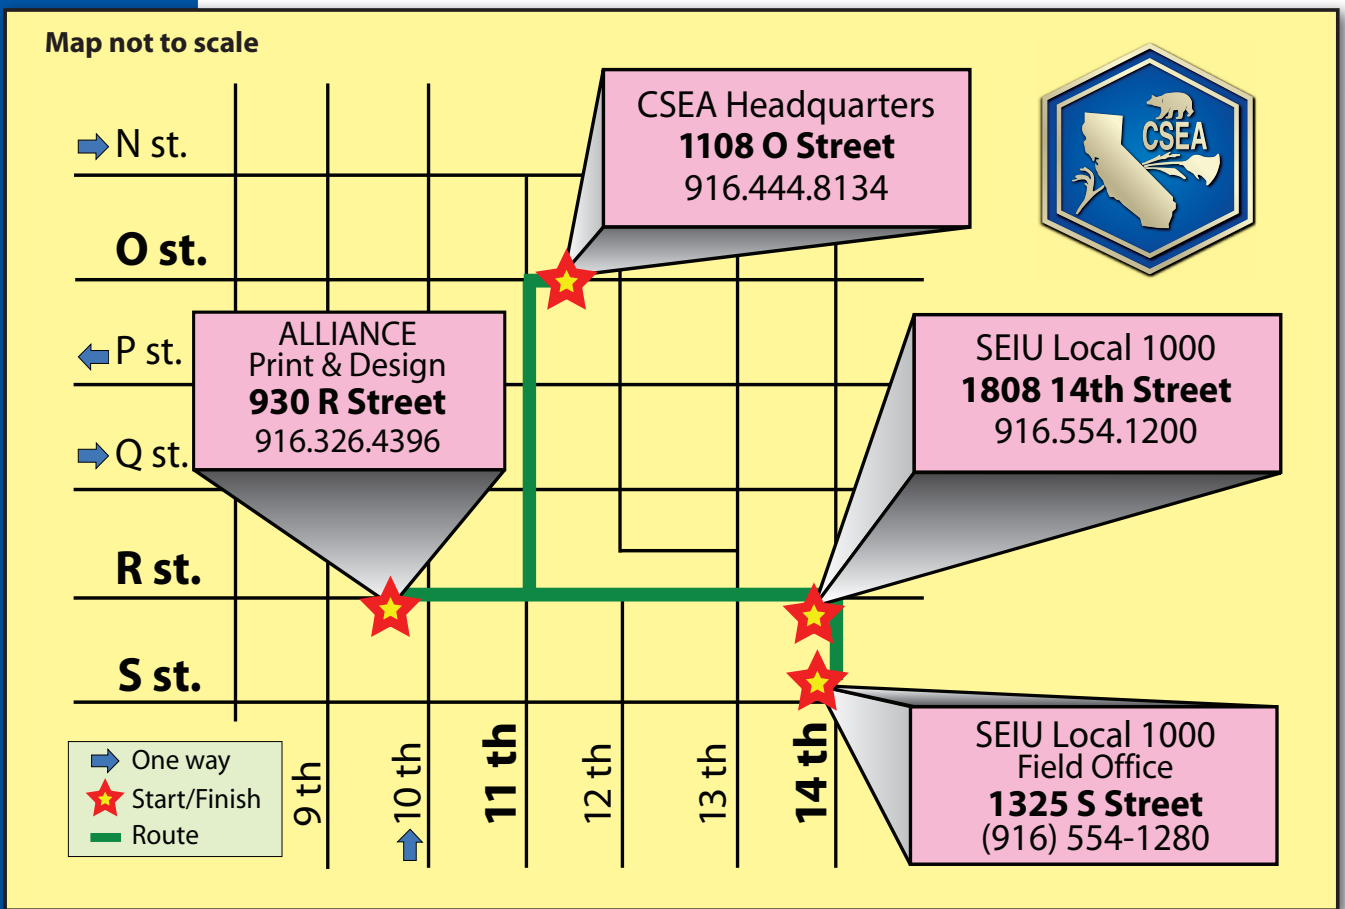 Map not to scale
CSEA Headquarters
1108 O Street
916.444.8134
CSEA
N st.
O st.
P st.
Q st.
R st.
S st.
ALLIANCE
Print & Design
930 R Street
916.326.4396
SEIU Local 1000
1808 14th Street
916.554.1200
SEIU Local 1000
Field Office
1325 S Street
(916) 554-1280
One way
Start/Finish
Route
9 th
10 th
11 th
12 th
13 th
14 th